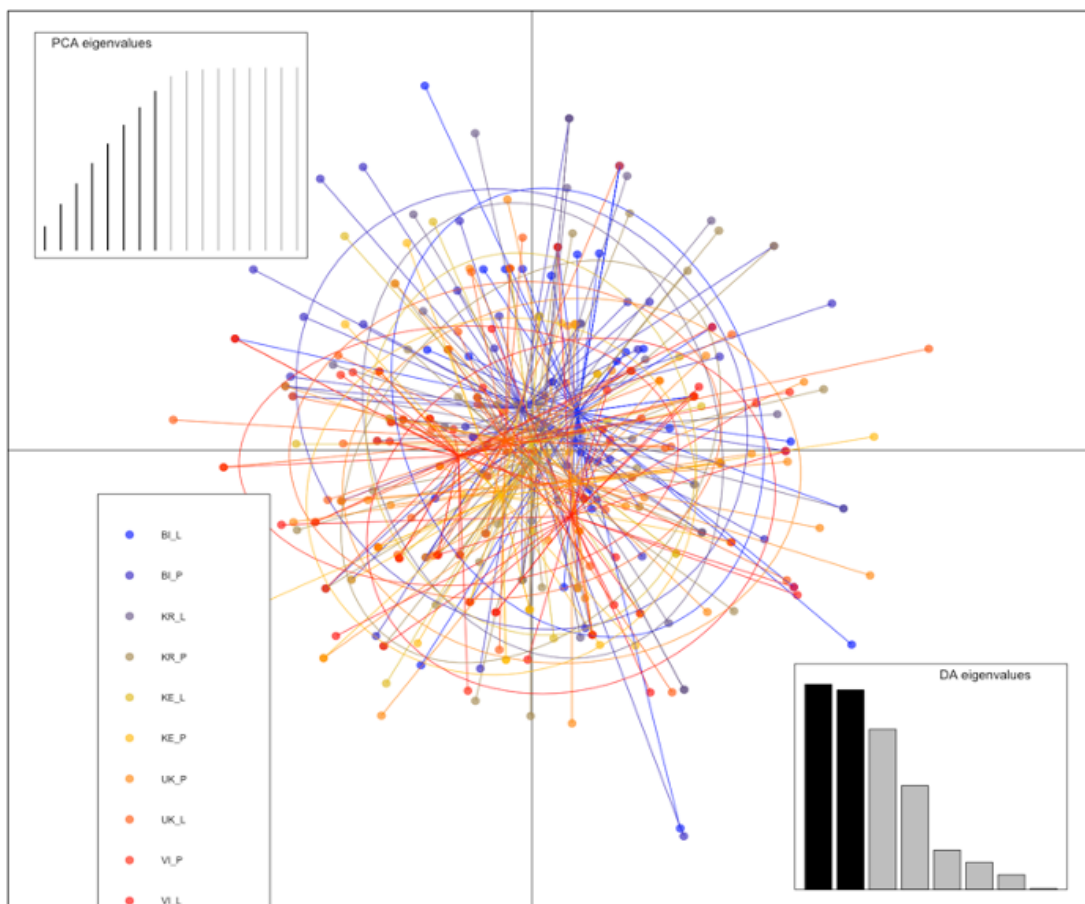 PCA eigenvalues
BI_L
BI_P
KR_L
KR_P
KE_L
KE_P
UK_P
UK_L
VI_P
VI_L
DA eigenvalues